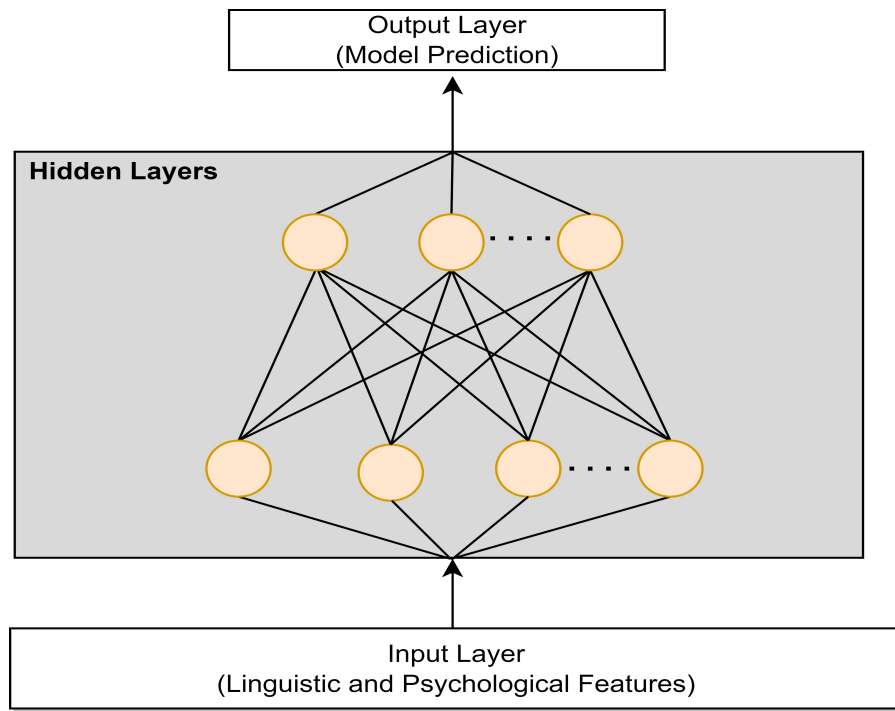 Output Layer
(Model Prediction)
Hidden Layers
Input Layer
(Linguistic and Psychological Features)